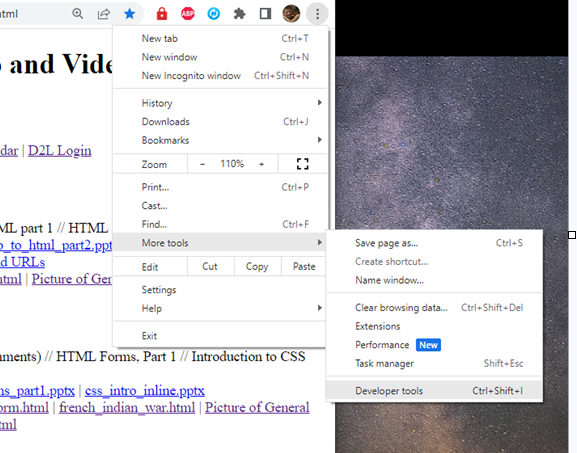 tml
ABP
and Vide
dar | D2L Login
ML part 1 // HTML
o_to_html_part2.ppt
d URLs
html | Picture of Gen
nments) // HTML Forms, Part 1 // Introduction to CSS
ns_part1.pptx | css_intro_inline.pptx
orm.html | french_indian_war.html | Picture of General
tml
New tab Ctrl+T
New window Ctrl+N
New Incognito window Ctrl+Shift+N
History
Downloads Ctrl+J
Bookmarks
Zoom − 110% +
Print... Ctrl+P
Cast...
Find... Ctrl+F
More tools
Edit Cut Copy Paste
Settings
Help
Exit
Save page as... Ctrl+S
Create shortcut...
Name window...
Clear browsing data... Ctrl+Shift+Del
Extensions
Performance New
Task manager Shift+Esc
Developer tools Ctrl+Shift+I